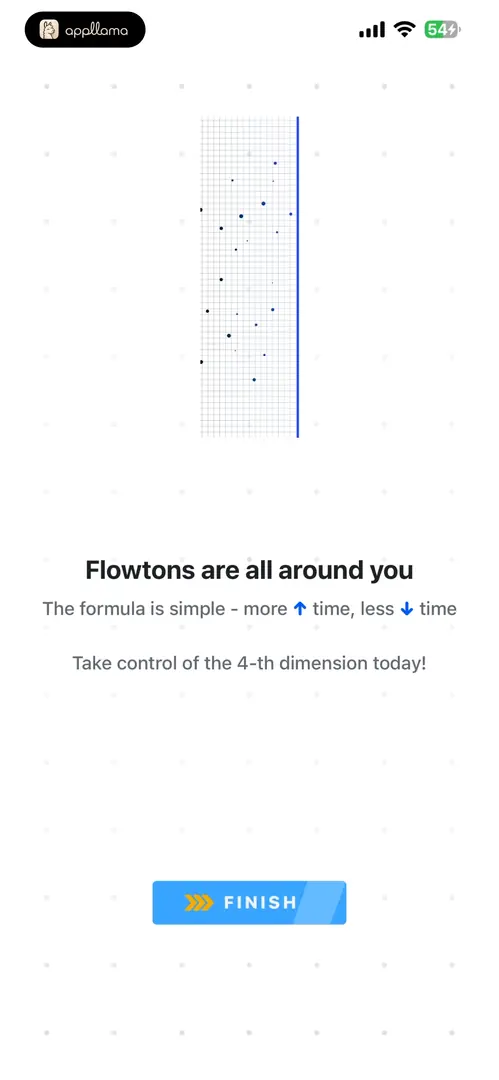 appllama
54
Flowtons are all around you
The formula is simple - more ↑ time, less ↓ time
Take control of the 4-th dimension today!
FINISH